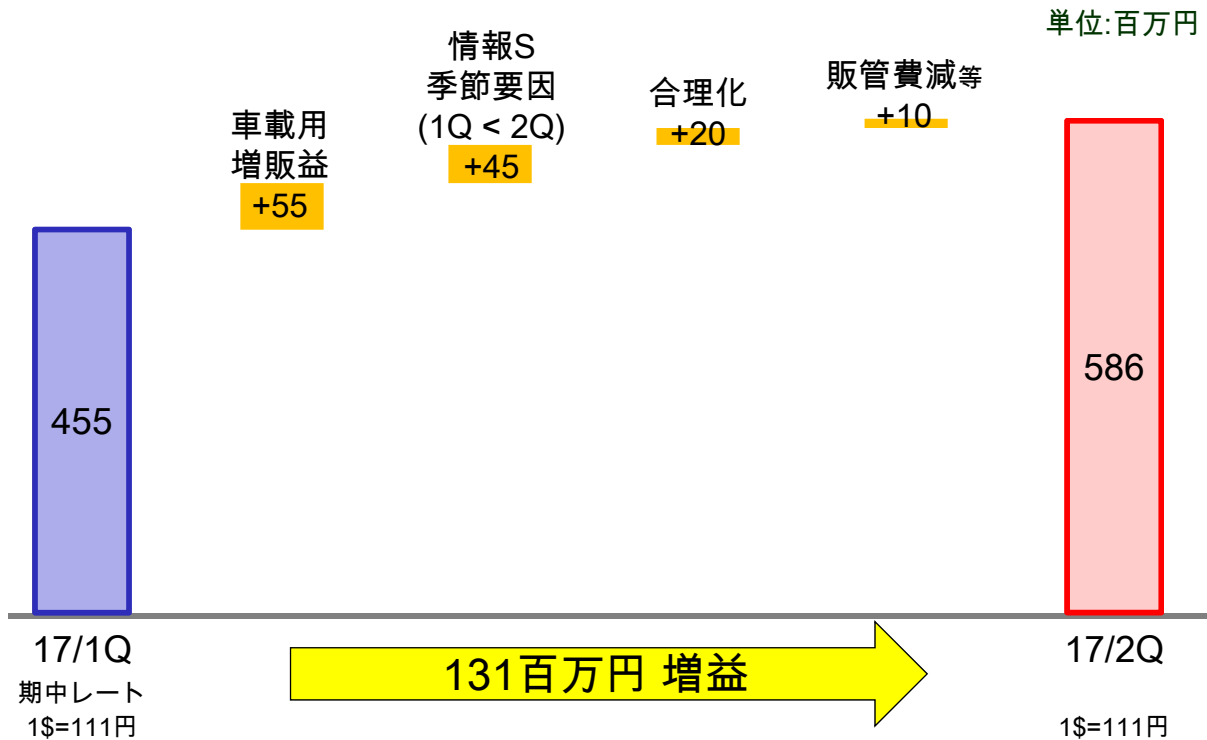 単位:百万円
車載用
増販益
+55
情報S
季節要因
(1Q < 2Q)
+45
合理化
+20
販管費減等
+10
455
586
17/1Q
期中レート
1$=111円
131百万円 増益
17/2Q
1$=111円